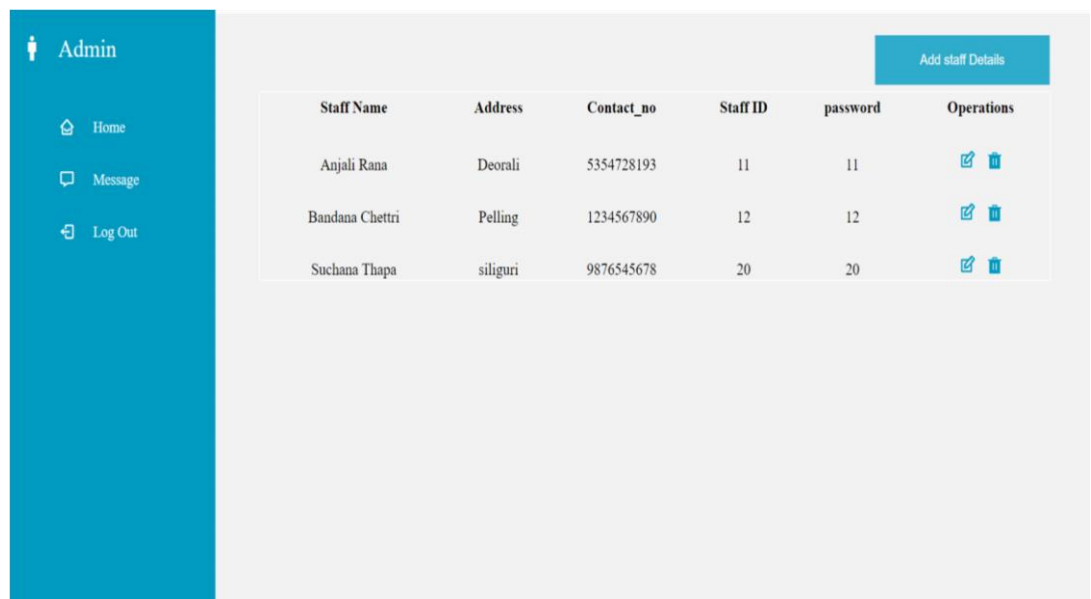 Admin
Home
Message
Log Out
Add staff Details
Staff Name Address Contact_no Staff ID password Operations
Anjali Rana Deorali 5354728193 11 11
Bandana Chettri Pelling 1234567890 12 12
Suchana Thapa siliguri 9876545678 20 20